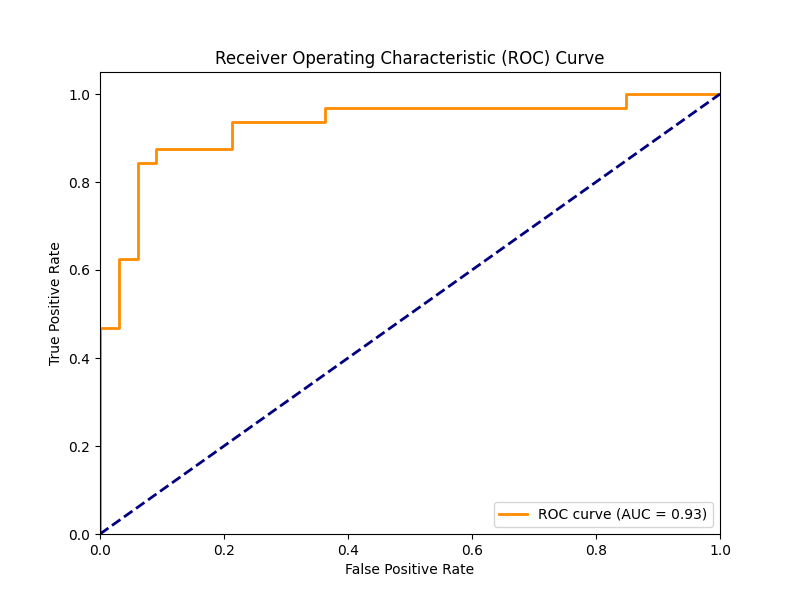 Receiver Operating Characteristic (ROC) Curve
1.0
0.8
0.6
0.4
0.2
0.0
True Positive Rate
ROC curve (AUC = 0.93)
0.0 0.2 0.4 0.6 0.8 1.0
False Positive Rate